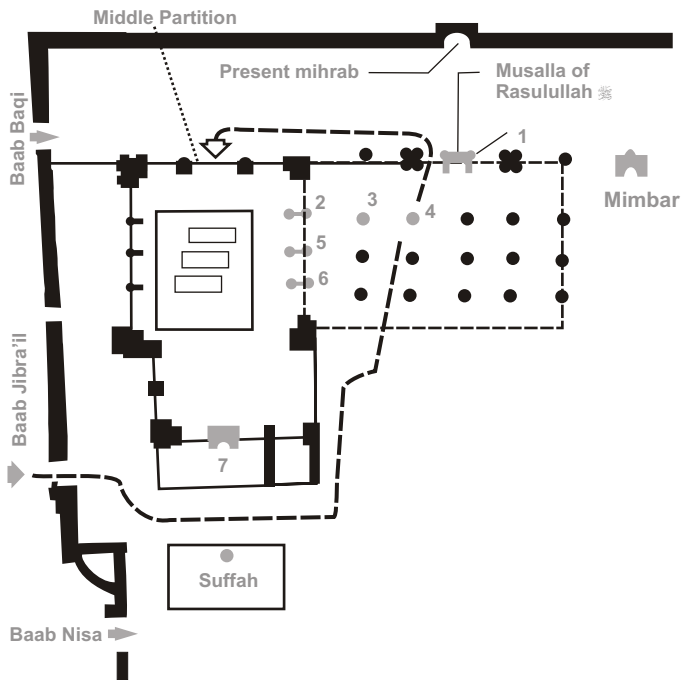 Middle Partition
Present mihrab
Musalla of
Rasulullah ﷺ
Baab Baqi
1
Mimbar
2
3
4
5
6
Baab Jibra'il
7
Suffah
Baab Nisa